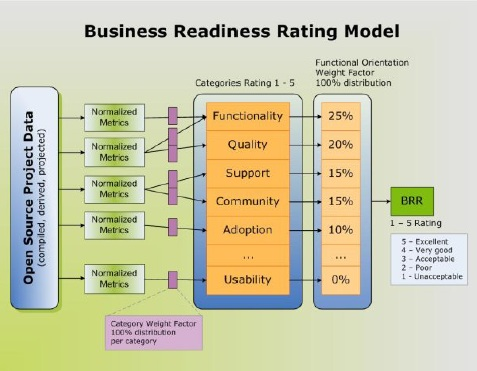 Business Readiness Rating Model
Functional Orientation
Weight Factor
100% distribution
Categories Rating 1 - 5
Open Source Project Data
(compiled, derived, projected)
Normalized
Metrics
Normalized
Metrics
Normalized
Metrics
Normalized
Metrics
Normalized
Metrics
Functionality
25%
Quality
20%
Support
15%
Community
15%
Adoption
10%
...
...
Usability
0%
BRR
1 – 5 Rating
5 – Excellent
4 – Very good
3 – Acceptable
2 – Poor
1 - Unacceptable
Category Weight Factor
100% distribution
per category